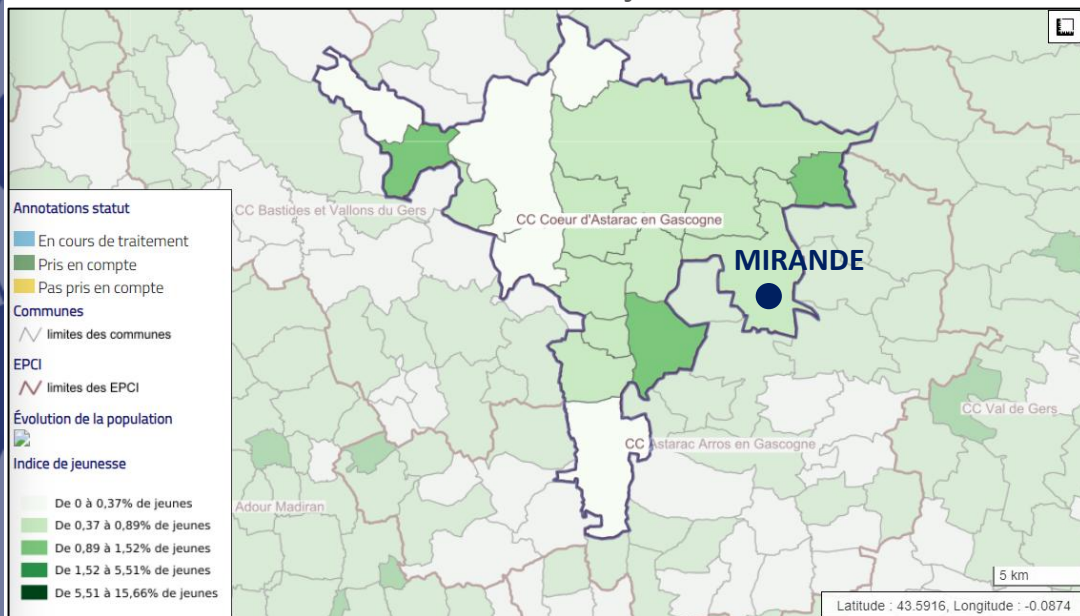 Annotations statut
En cours de traitement
Pris en compte
Pas pris en compte
Communes
limites des communes
EPCI
limites des EPCI
Évolution de la population
Indice de jeunesse
De 0 à 0,37% de jeunes
De 0,37 à 0,89% de jeunes
De 0,89 à 1,52% de jeunes
De 1,52 à 5,51% de jeunes
De 5,51 à 15,66% de jeunes
CC Bastides et Vallons du Gers
CC Coeur d'Astarac en Gascogne
MIRANDE
CC Val de Gers
CC Astarac Arros en Gascogne
Adour Madiran
5 km
Latitude : 43.5916, Longitude : -0.0874